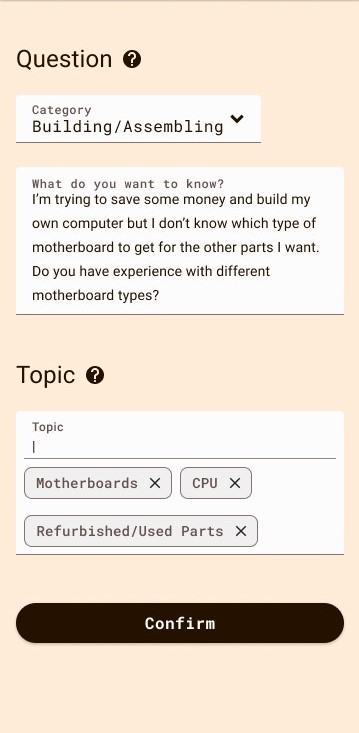 Question
Category
Building/Assembling
What do you want to know?
I'm trying to save some money and build my
own computer but I don't know which type of
motherboard to get for the other parts I want.
Do you have experience with different
motherboard types?
Topic
Topic
Motherboards
CPU
Refurbished/Used Parts
Confirm